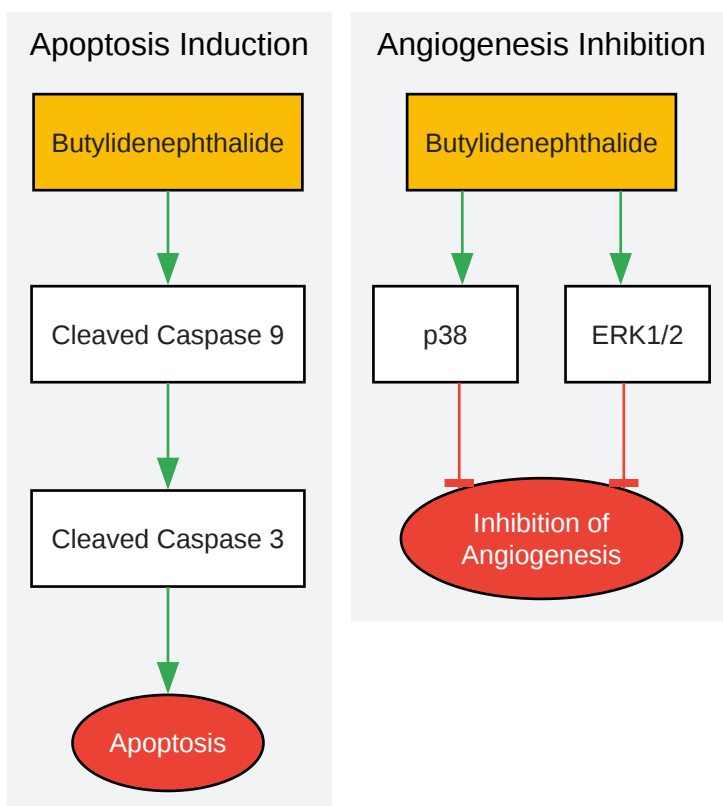 Apoptosis Induction
Butylidenephthalide
Cleaved Caspase 9
Cleaved Caspase 3
Apoptosis
Angiogenesis Inhibition
Butylidenephthalide
p38
ERK1/2
Inhibition of
Angiogenesis